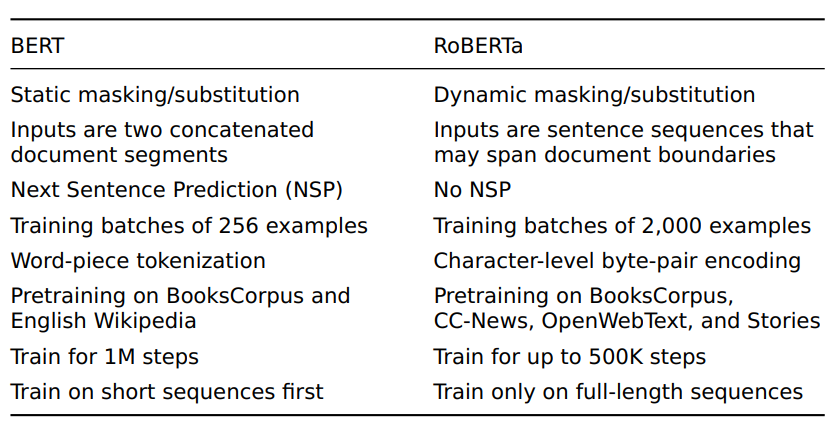 BERT RoBERTa
Static masking/substitution Dynamic masking/substitution
Inputs are two concatenated Inputs are sentence sequences that
document segments may span document boundaries
Next Sentence Prediction (NSP) No NSP
Training batches of 256 examples Training batches of 2,000 examples
Word-piece tokenization Character-level byte-pair encoding
Pretraining on BooksCorpus and Pretraining on BooksCorpus,
English Wikipedia CC-News, OpenWebText, and Stories
Train for 1M steps Train for up to 500K steps
Train on short sequences first Train only on full-length sequences